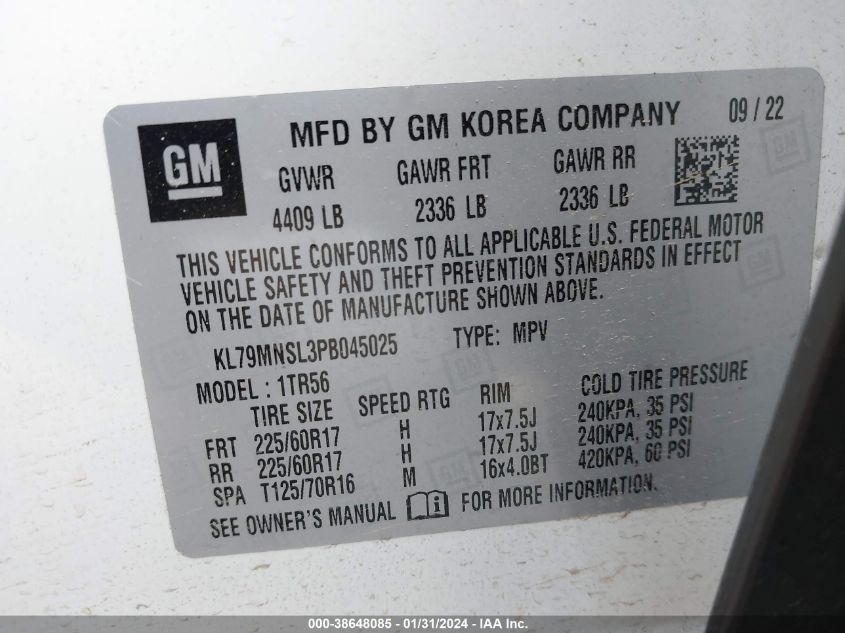 MFD BY GM KOREA COMPANY 09 / 22
GM
GVWR GAWR FRT GAWR RR
4409 LB 2336 LB 2336 LB
THIS VEHICLE CONFORMS TO ALL APPLICABLE U.S. FEDERAL MOTOR
VEHICLE SAFETY AND THEFT PREVENTION STANDARDS IN EFFECT
ON THE DATE OF MANUFACTURE SHOWN ABOVE.
KL79MNSL3PB045025 TYPE: MPV
MODEL : 1TR56
TIRE SIZE SPEED RTG RIM COLD TIRE PRESSURE
FRT 225/60R17 H 17x7.5J 240KPA, 35 PSI
RR 225/60R17 H 17x7.5J 240KPA, 35 PSI
SPA T125/70R16 M 16x4.0BT 420KPA, 60 PSI
SEE OWNER'S MANUAL i FOR MORE INFORMATION.
000-38648085 - 01/31/2024 - IAA Inc.